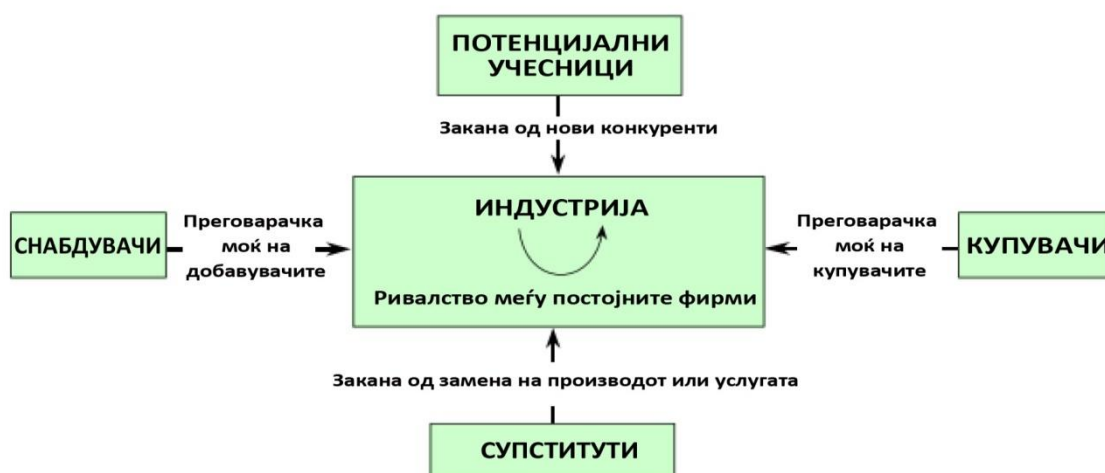 ПОТЕНЦИЈАЛНИ
УЧЕСНИЦИ
Закана од нови конкуренти
ИНДУСТРИЈА
Ривалство меѓу постојните фирми
СНАБДУВАЧИ
Преговарачка
моќ на
добавувачите
Преговарачка
моќ на
купувачите
КУПУВАЧИ
Закана од замена на производот или услугата
СУПСТИТУТИ